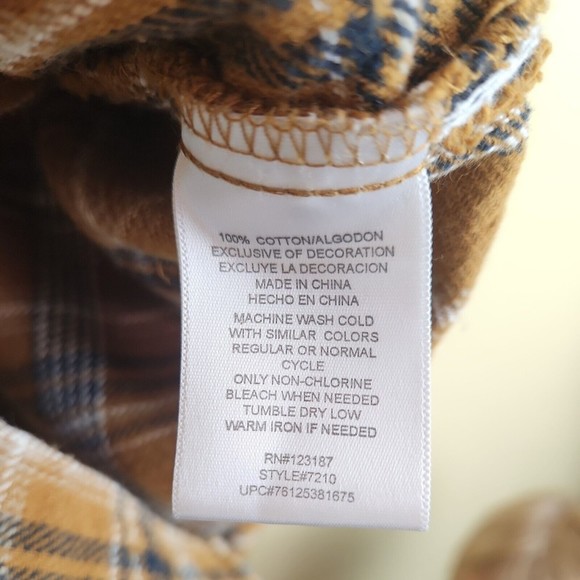 100% COTTON/ALGODON
EXCLUSIVE OF DECORATION
EXCLUYE LA DECORACION
MADE IN CHINA
HECHO EN CHINA
MACHINE WASH COLD
WITH SIMILAR COLORS
REGULAR OR NORMAL
CYCLE
ONLY NON-CHLORINE
BLEACH WHEN NEEDED
TUMBLE DRY LOW
WARM IRON IF NEEDED
RN#123187
STYLE#7210
UPC#76125381675